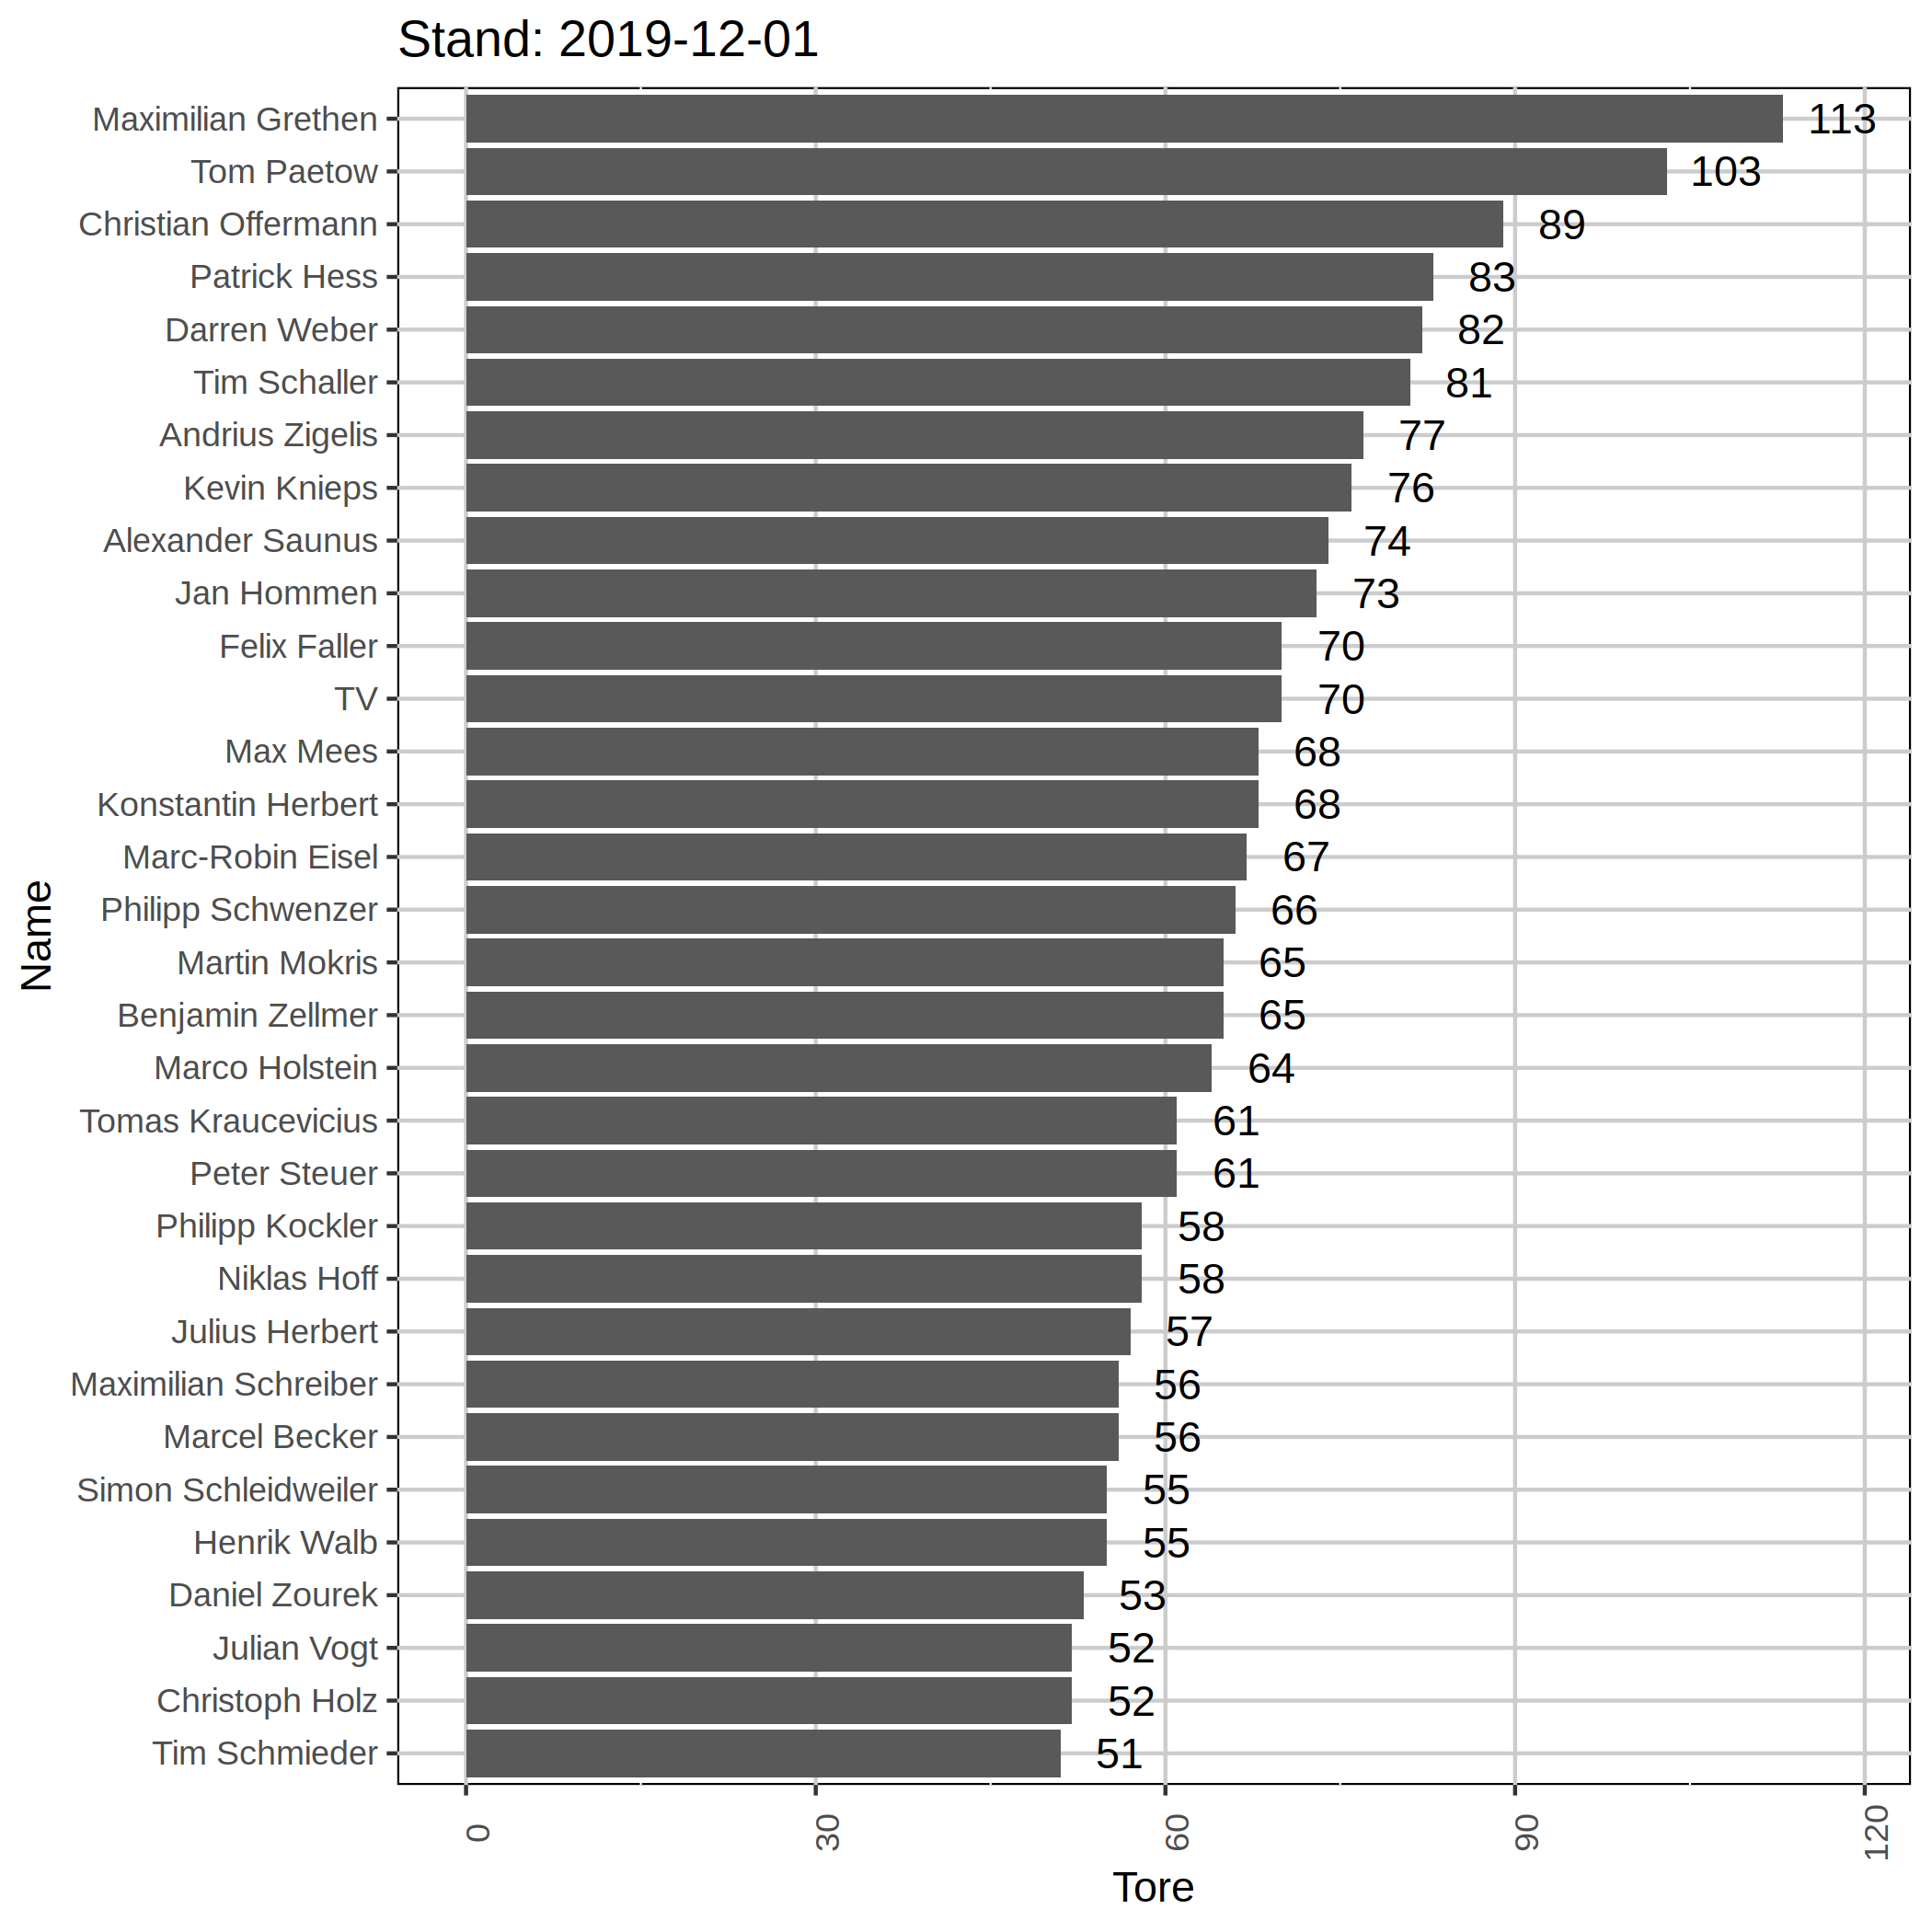 Stand: 2019-12-01
Maximilian Grethen 113
Tom Paetow 103
Christian Offermann 89
Patrick Hess 83
Darren Weber 82
Tim Schaller 81
Andrius Zigelis 77
Kevin Knieps 76
Alexander Saunus 74
Jan Hommen 73
Felix Faller 70
TV 70
Max Mees 68
Konstantin Herbert 68
Marc-Robin Eisel 67
Philipp Schwenzer 66
Martin Mokris 65
Benjamin Zellmer 65
Marco Holstein 64
Tomas Kraucevicius 61
Peter Steuer 61
Philipp Kockler 58
Niklas Hoff 58
Julius Herbert 57
Maximilian Schreiber 56
Marcel Becker 56
Simon Schleidweiler 55
Henrik Walb 55
Daniel Zourek 53
Julian Vogt 52
Christoph Holz 52
Tim Schmieder 51
Name
0 30 60 90 120
Tore